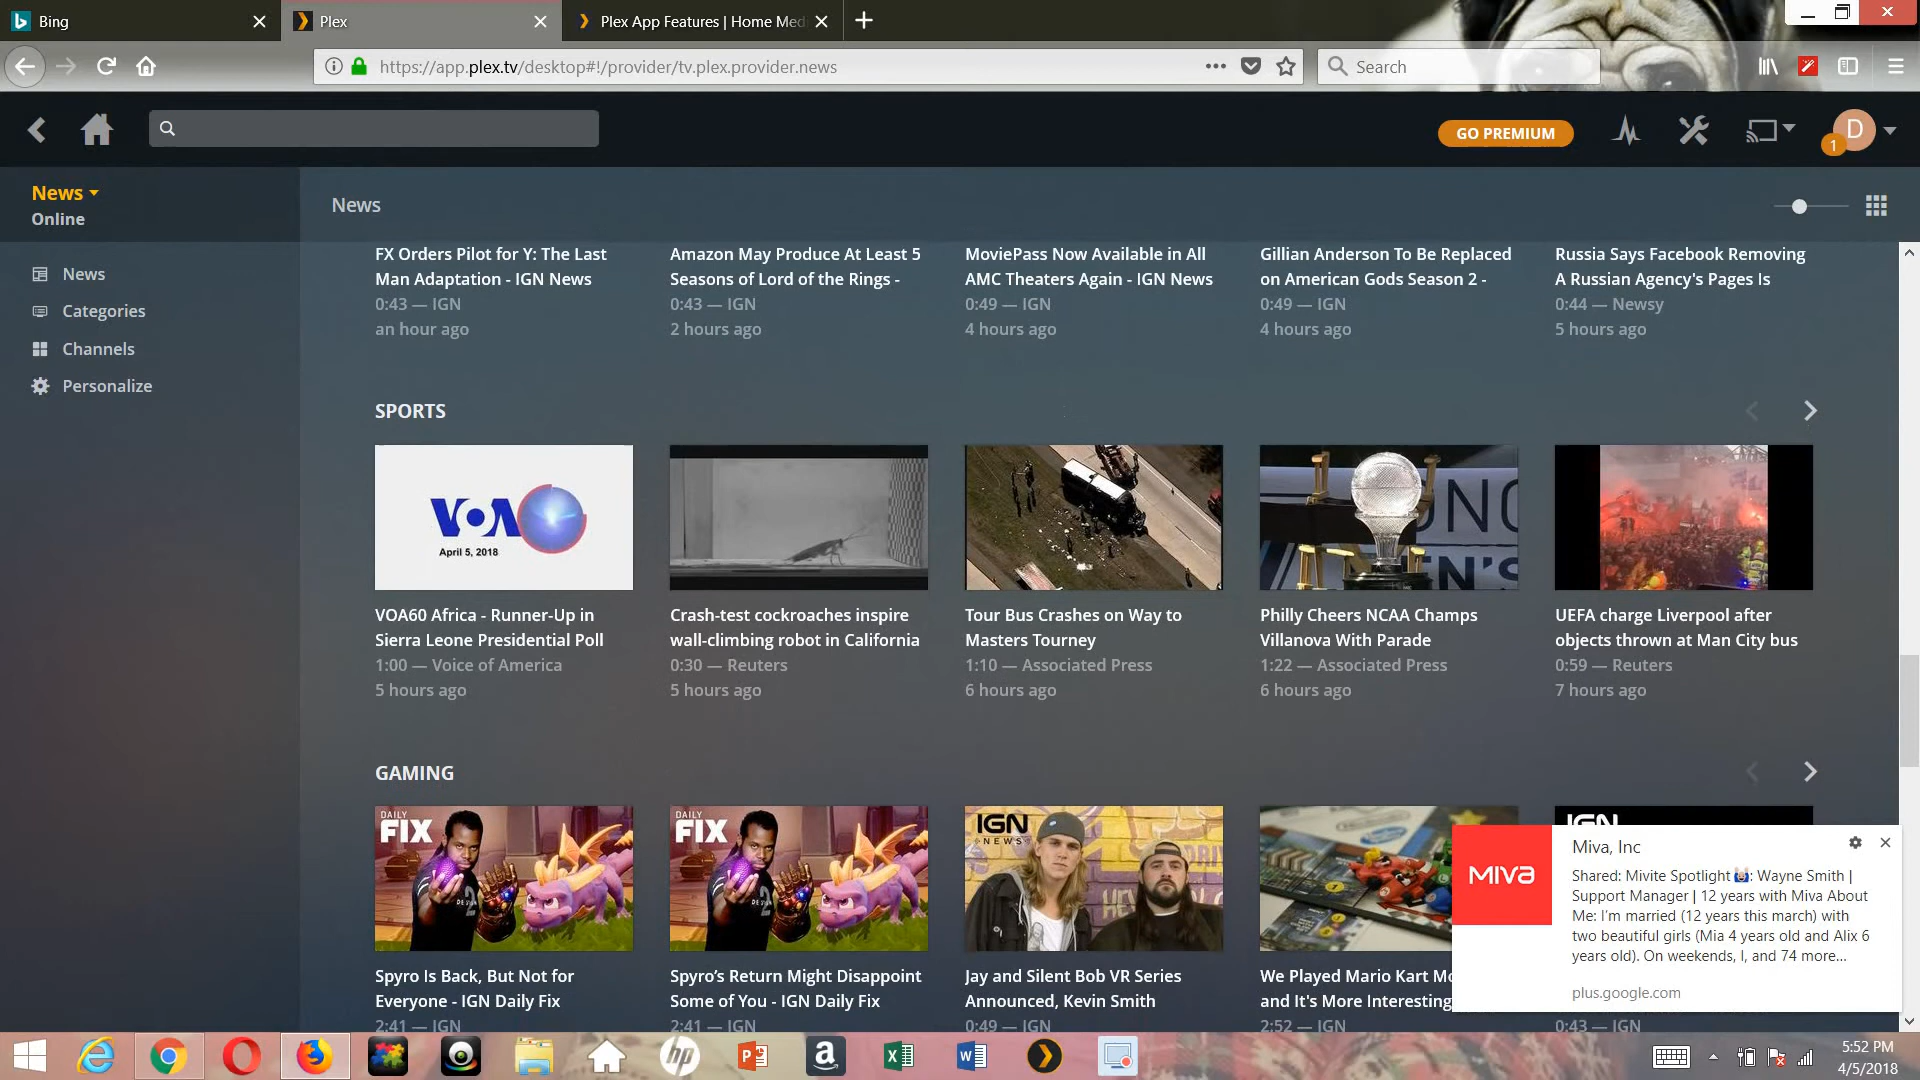 Bing
Plex
Plex App Features | Home Med
https://app.plex.tv/desktop#!/provider/tv.plex.provider.news
Search
GO PREMIUM
D
1
News
Online
News
News
Categories
Channels
Personalize
FX Orders Pilot for Y: The Last
Man Adaptation - IGN News
0:43 — IGN
an hour ago
Amazon May Produce At Least 5
Seasons of Lord of the Rings -
0:43 — IGN
2 hours ago
MoviePass Now Available in All
AMC Theaters Again - IGN News
0:49 — IGN
4 hours ago
Gillian Anderson To Be Replaced
on American Gods Season 2 -
0:49 — IGN
4 hours ago
Russia Says Facebook Removing
A Russian Agency's Pages Is
0:44 — Newsy
5 hours ago
SPORTS
VOA
April 5, 2018
VOA60 Africa - Runner-Up in
Sierra Leone Presidential Poll
1:00 — Voice of America
5 hours ago
Crash-test cockroaches inspire
wall-climbing robot in California
0:30 — Reuters
5 hours ago
Tour Bus Crashes on Way to
Masters Tourney
1:10 — Associated Press
6 hours ago
Philly Cheers NCAA Champs
Villanova With Parade
1:22 — Associated Press
6 hours ago
UEFA charge Liverpool after
objects thrown at Man City bus
0:59 — Reuters
7 hours ago
GAMING
DAILY
FIX
Spyro Is Back, But Not for
Everyone - IGN Daily Fix
2:41 — IGN
DAILY
FIX
Spyro's Return Might Disappoint
Some of You - IGN Daily Fix
2:41 — IGN
IGN
NEWS
Jay and Silent Bob VR Series
Announced, Kevin Smith
0:49 — IGN
We Played Mario Kart Mo
and It's More Interesting
2:52 — IGN
IGN
0:43 — IGN
MIVA
Miva, Inc
Shared: Mivite Spotlight : Wayne Smith |
Support Manager | 12 years with Miva About
Me: I'm married (12 years this march) with
two beautiful girls (Mia 4 years old and Alix 6
years old). On weekends, I, and 74 more...
plus.google.com
5:52 PM
4/5/2018